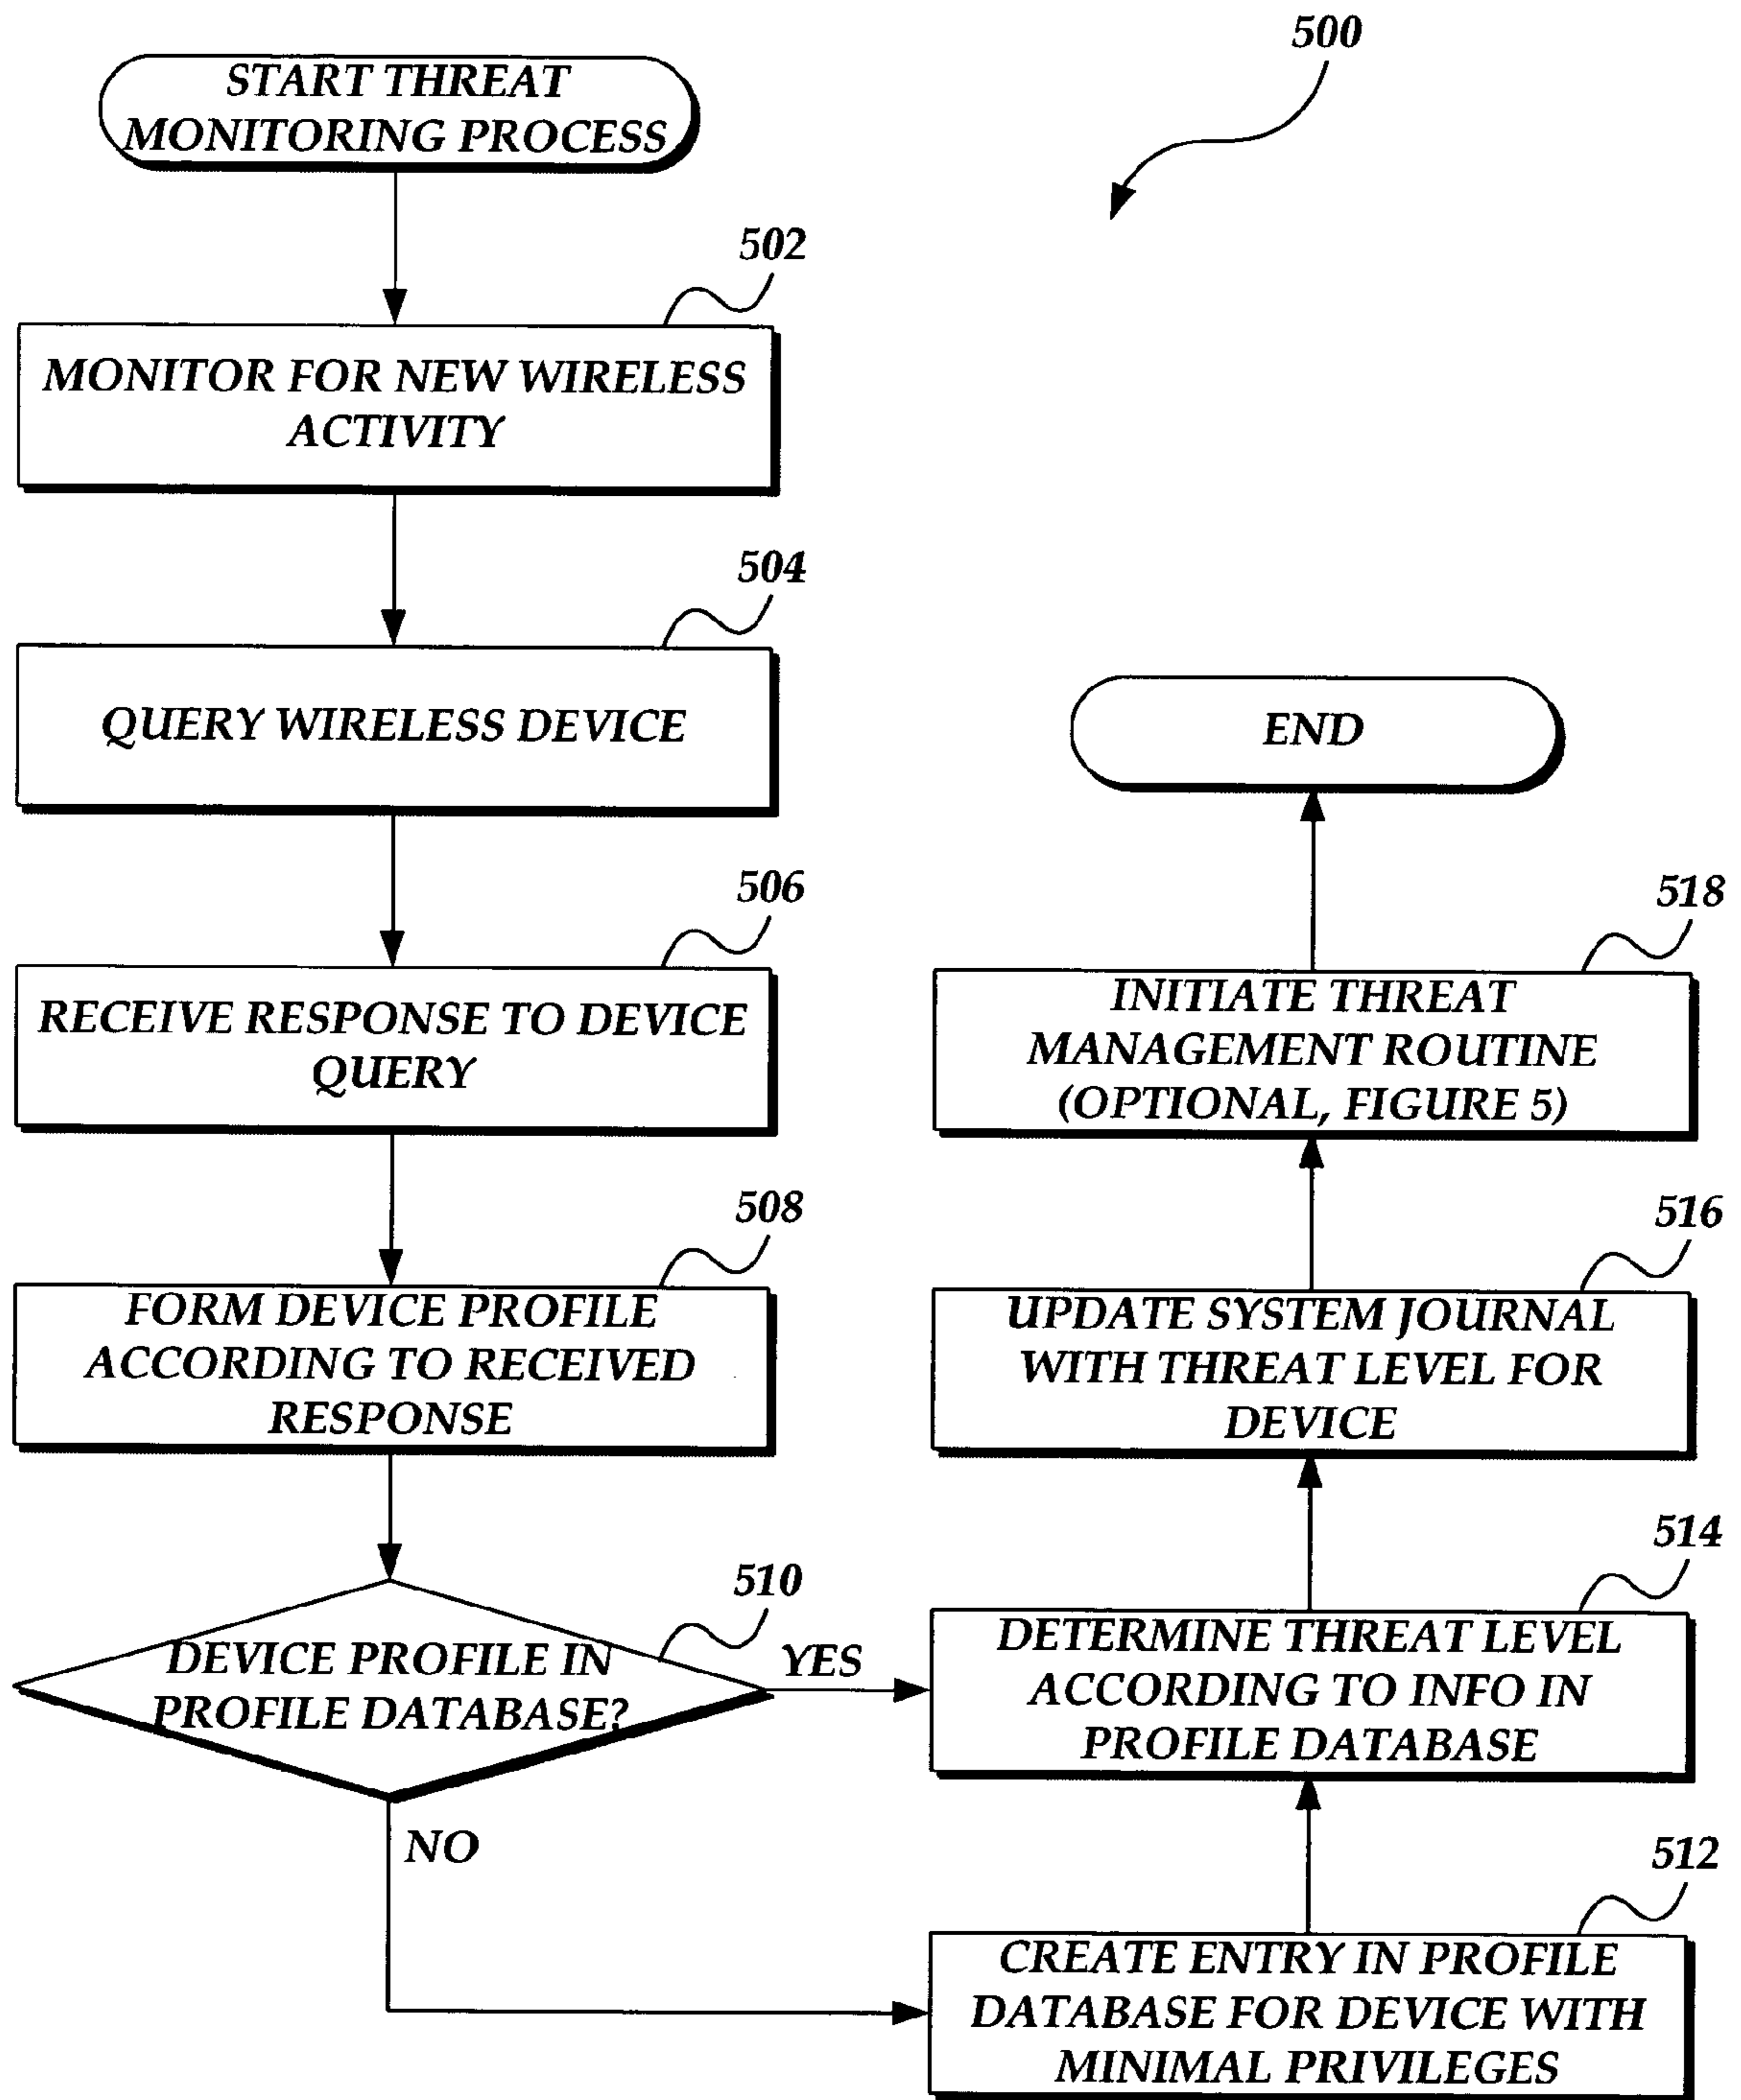 500
START THREAT
MONITORING PROCESS
502
MONITOR FOR NEW WIRELESS
ACTIVITY
504
QUERY WIRELESS DEVICE
506
RECEIVE RESPONSE TO DEVICE
QUERY
508
FORM DEVICE PROFILE
ACCORDING TO RECEIVED
RESPONSE
510
DEVICE PROFILE IN
PROFILE DATABASE?
YES
NO
512
CREATE ENTRY IN PROFILE
DATABASE FOR DEVICE WITH
MINIMAL PRIVILEGES
514
DETERMINE THREAT LEVEL
ACCORDING TO INFO IN
PROFILE DATABASE
516
UPDATE SYSTEM JOURNAL
WITH THREAT LEVEL FOR
DEVICE
518
INITIATE THREAT
MANAGEMENT ROUTINE
(OPTIONAL, FIGURE 5)
END